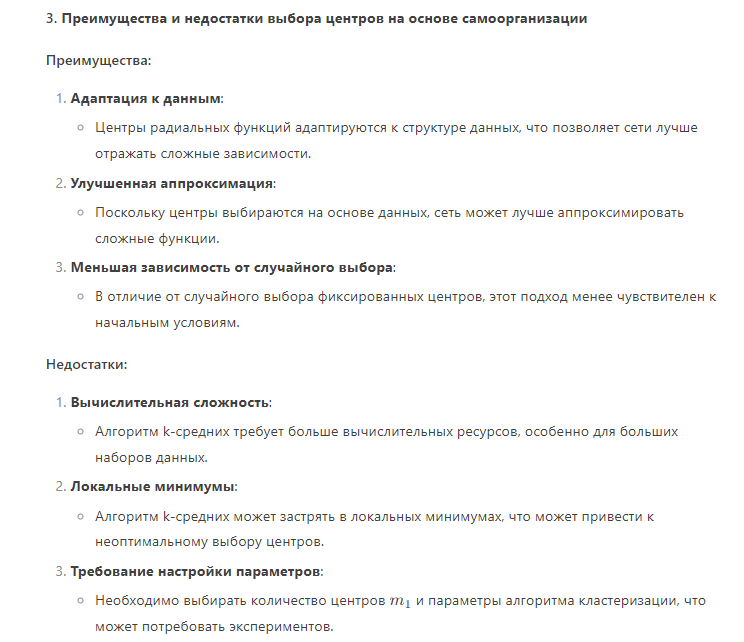 3. Преимущества и недостатки выбора центров на основе самоорганизации
Преимущества:
1. Адаптация к данным:
Центры радиальных функций адаптируются к структуре данных, что позволяет сети лучше
отражать сложные зависимости.
2. Улучшенная аппроксимация:
Поскольку центры выбираются на основе данных, сеть может лучше аппроксимировать
сложные функции.
3. Меньшая зависимость от случайного выбора:
В отличие от случайного выбора фиксированных центров, этот подход менее чувствителен к
начальным условиям.
Недостатки:
1. Вычислительная сложность:
Алгоритм k-средних требует больше вычислительных ресурсов, особенно для больших
наборов данных.
2. Локальные минимумы:
Алгоритм k-средних может застрять в локальных минимумах, что может привести к
неоптимальному выбору центров.
3. Требование настройки параметров:
Необходимо выбирать количество центров m₁ и параметры алгоритма кластеризации, что
может потребовать экспериментов.